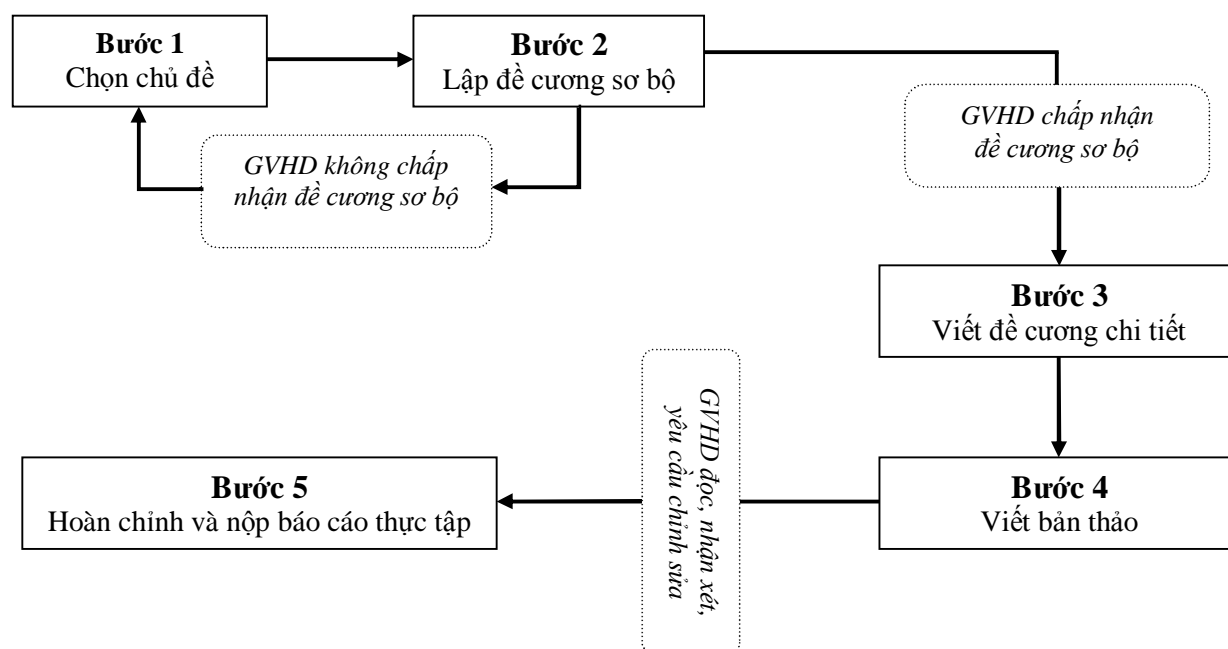 Bước 1
Chọn chủ đề
Bước 2
Lập đề cương sơ bộ
GVHD chấp nhận
đề cương sơ bộ
GVHD không chấp
nhận đề cương sơ bộ
Bước 3
Viết đề cương chi tiết
GVHD đọc, nhận xét,
yêu cầu chỉnh sửa
Bước 5
Hoàn chỉnh và nộp báo cáo thực tập
Bước 4
Viết bản thảo